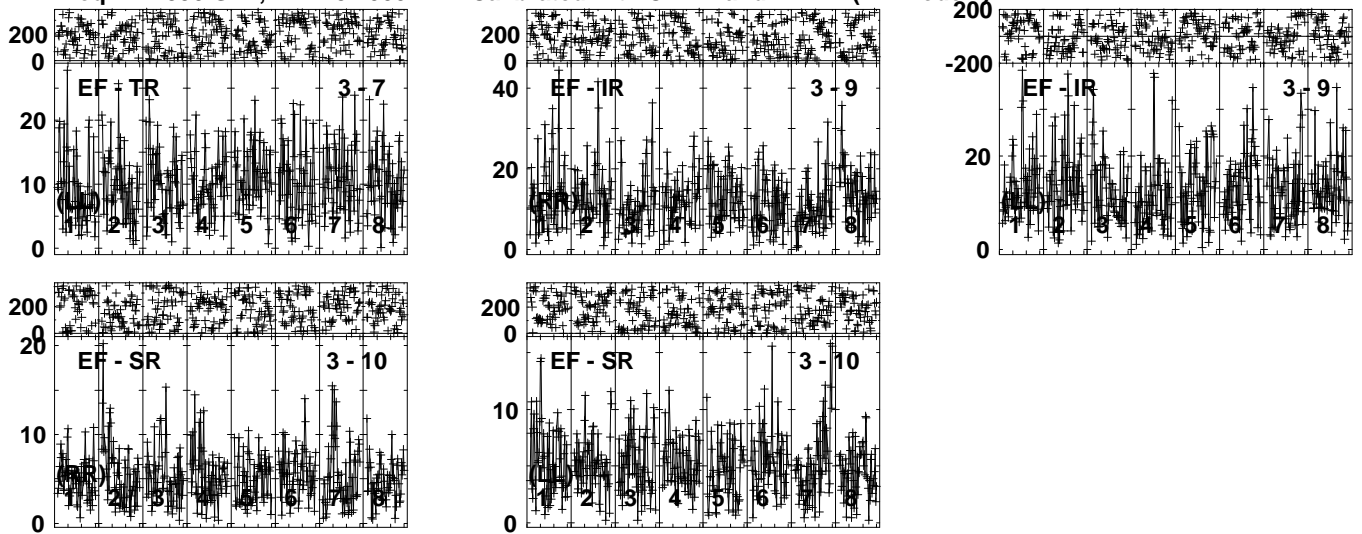 200 200 200
0 0 -200
EF - TR 3 - 7 EF - IR 3 - 9 EF - IR 3 - 9
40
20 20 20
10
(LL) (RR) (LL)
1 2 3 4 5 6 7 8 1 2 3 4 5 6 7 8 1 2 3 4 5 6 7 8
0 0 0
200 200
0 0
20 EF - SR 3 - 10 EF - SR 3 - 10
10 10
(RR) (LL)
1 2 3 4 5 6 7 8 1 2 3 4 5 6 7 8
0 0